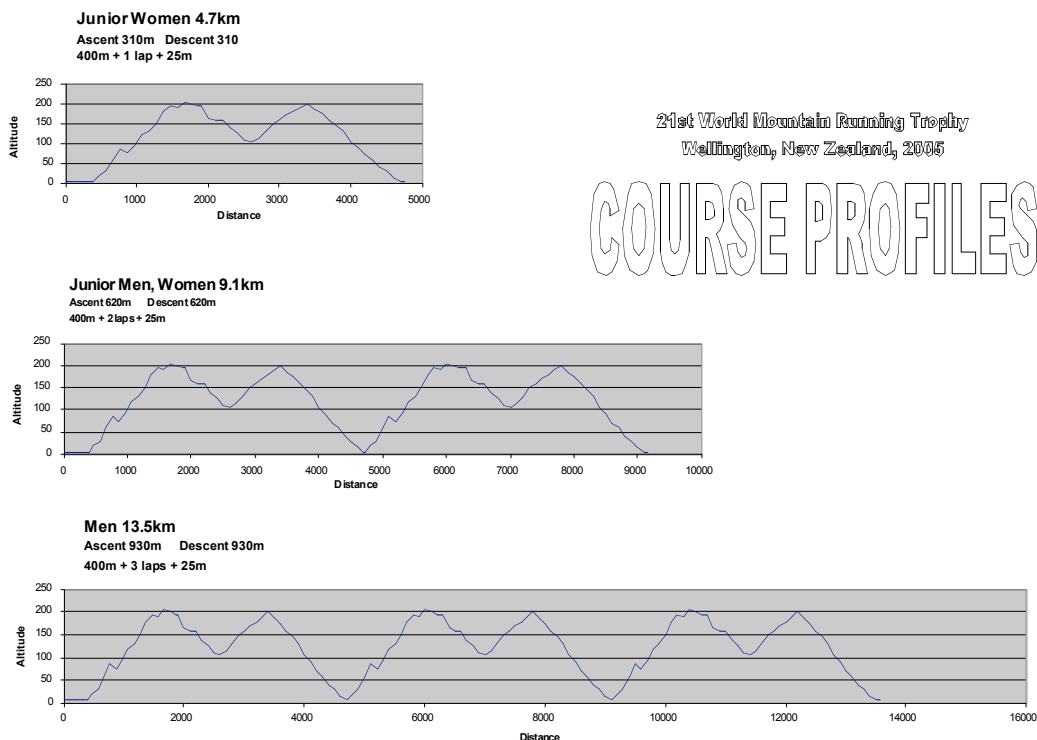 Junior Women 4.7km
Ascent 310m Descent 310
400m + 1 lap + 25m
250
200
150
100
50
0
Altitude
0 1000 2000 3000 4000 5000
Distance
21st World Mountain Running Trophy
Wellington, New Zealand, 2005
COURSE PROFILES
Junior Men, Women 9.1km
Ascent 620m Descent 620m
400m + 2 laps + 25m
250
200
150
100
50
0
Altitude
0 1000 2000 3000 4000 5000 6000 7000 8000 9000 10000
Distance
Men 13.5km
Ascent 930m Descent 930m
400m + 3 laps + 25m
250
200
150
100
50
0
Altitude
0 2000 4000 6000 8000 10000 12000 14000 16000
Distance